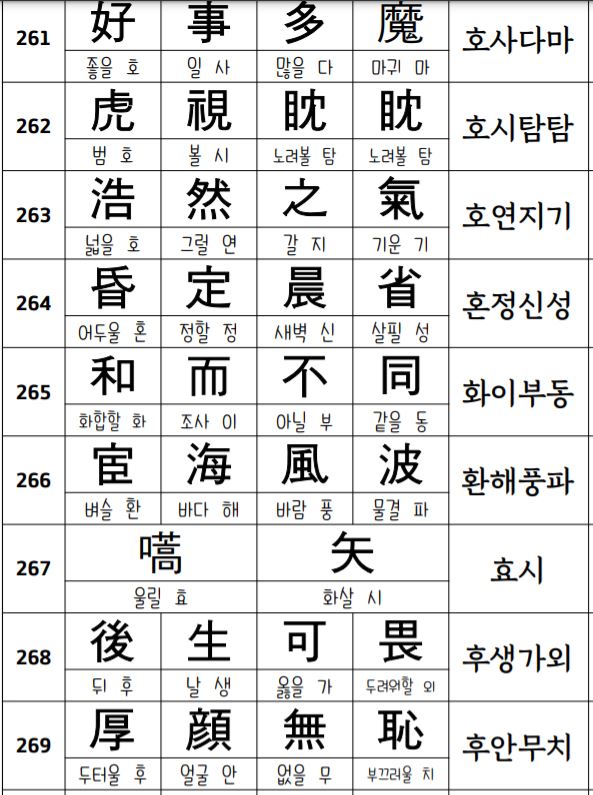 261 好 事 多 魔 호사다마
좋을 호 일 사 많을 다 마귀 마
262 虎 視 眈 眈 호시탐탐
범 호 볼 시 노려볼 탐 노려볼 탐
263 浩 然 之 氣 호연지기
넓을 호 그럴 연 갈 지 기운 기
264 昏 定 晨 省 혼정신성
어두울 혼 정할 정 새벽 신 살필 성
265 和 而 不 同 화이부동
화합할 화 조사 이 아닐 부 같을 동
266 宦 海 風 波 환해풍파
벼슬 환 바다 해 바람 풍 물결 파
267 嚆 矢 효시
울릴 효 화살 시
268 後 生 可 畏 후생가외
뒤 후 날 생 옳을 가 두려워할 외
269 厚 顔 無 恥 후안무치
두터울 후 얼굴 안 없을 무 부끄러울 치